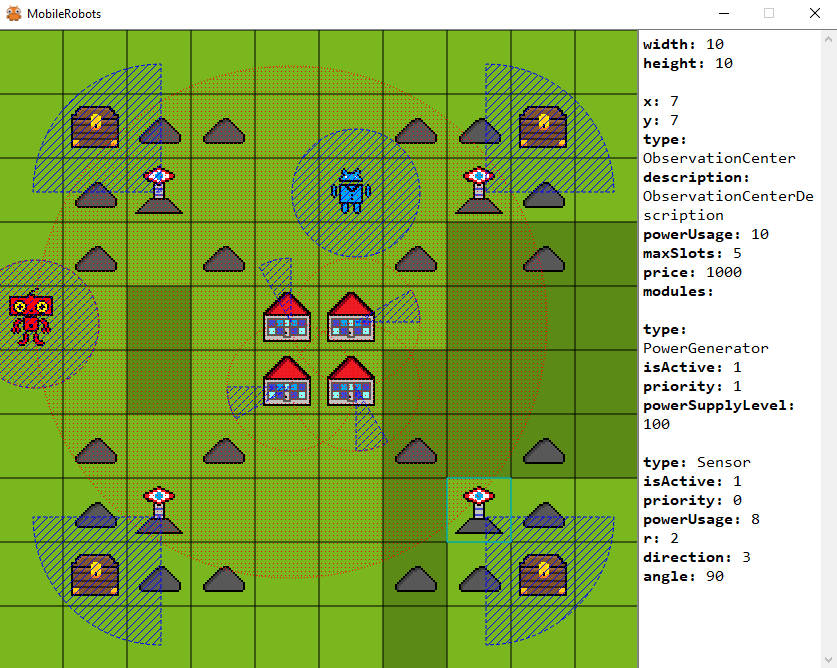 MobileRobots
width: 10
height: 10
x: 7
y: 7
type:
ObservationCenter
description:
ObservationCenterDe
scription
powerUsage: 10
maxSlots: 5
price: 1000
modules:
type:
PowerGenerator
isActive: 1
priority: 1
powerSupplyLevel:
100
type: Sensor
isActive: 1
priority: 0
powerUsage: 8
r: 2
direction: 3
angle: 90